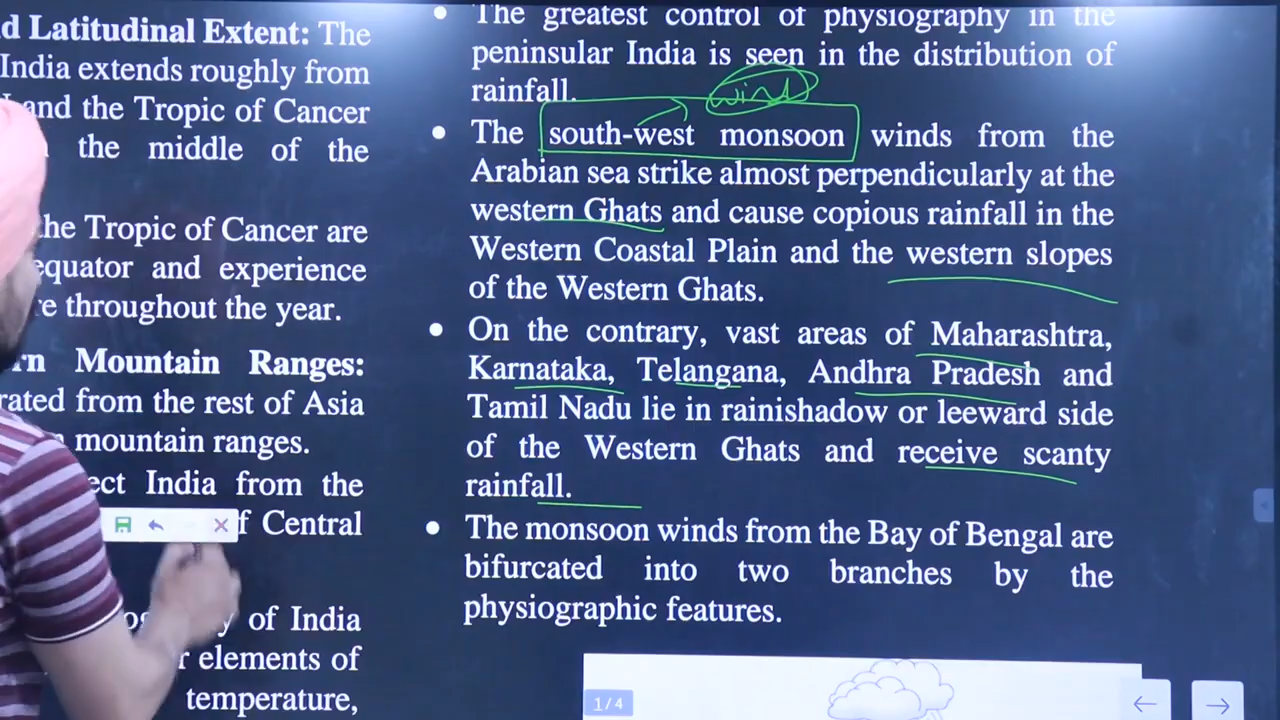 d Latitudinal Extent: The
India extends roughly from
and the Tropic of Cancer
the middle of the
the Tropic of Cancer are
equator and experience
re throughout the year.
rn Mountain Ranges:
rated from the rest of Asia
mountain ranges.
ect India from the
f Central
y of India
r elements of
temperature,
• The greatest control of physiography in the
peninsular India is seen in the distribution of
rainfall.
wind
• The south-west monsoon winds from the
Arabian sea strike almost perpendicularly at the
western Ghats and cause copious rainfall in the
Western Coastal Plain and the western slopes
of the Western Ghats.
• On the contrary, vast areas of Maharashtra,
Karnataka, Telangana, Andhra Pradesh and
Tamil Nadu lie in rainishadow or leeward side
of the Western Ghats and receive scanty
rainfall.
• The monsoon winds from the Bay of Bengal are
bifurcated into two branches by the
physiographic features.
1/4